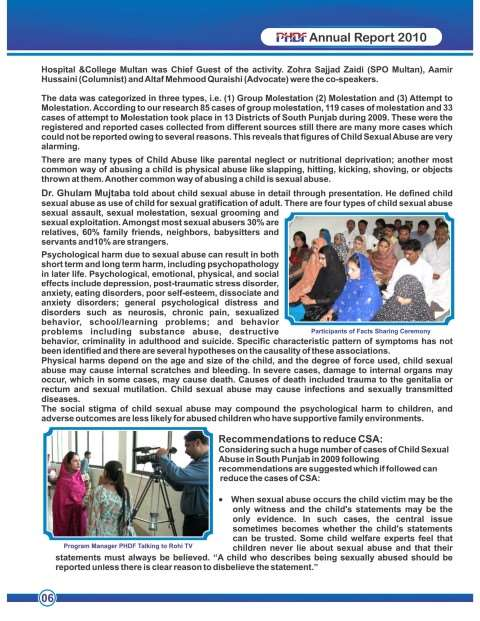 PHDF Annual Report 2010
Hospital &College Multan was Chief Guest of the activity. Zohra Sajjad Zaidi (SPO Multan), Aamir
Hussaini (Columnist) and Altaf Mehmood Quraishi (Advocate) were the co-speakers.
The data was categorized in three types, i.e. (1) Group Molestation (2) Molestation and (3) Attempt to
Molestation. According to our research 85 cases of group molestation, 119 cases of molestation and 33
cases of attempt to Molestation took place in 13 Districts of South Punjab during 2009. These were the
registered and reported cases collected from different sources still there are many more cases which
could not be reported owing to several reasons. This reveals that figures of Child Sexual Abuse are very
alarming.
There are many types of Child Abuse like parental neglect or nutritional deprivation; another most
common way of abusing a child is physical abuse like slapping, hitting, kicking, shoving, or objects
thrown at them. Another common way of abusing a child is sexual abuse.
Dr. Ghulam Mujtaba told about child sexual abuse in detail through presentation. He defined child
sexual abuse as use of child for sexual gratification of adult. There are four types of child sexual abuse
sexual assault, sexual molestation, sexual grooming and
sexual exploitation. Amongst most sexual abusers 30% are
relatives, 60% family friends, neighbors, babysitters and
servants and10% are strangers.
Psychological harm due to sexual abuse can result in both
short term and long term harm, including psychopathology
in later life. Psychological, emotional, physical, and social
effects include depression, post-traumatic stress disorder,
anxiety, eating disorders, poor self-esteem, dissociate and
anxiety disorders; general psychological distress and
disorders such as neurosis, chronic pain, sexualized
behavior, school/learning problems; and behavior
problems including substance abuse, destructive
Participants of Facts Sharing Ceremony
behavior, criminality in adulthood and suicide. Specific characteristic pattern of symptoms has not
been identified and there are several hypotheses on the causality of these associations.
Physical harms depend on the age and size of the child, and the degree of force used, child sexual
abuse may cause internal scratches and bleeding. In severe cases, damage to internal organs may
occur, which in some cases, may cause death. Causes of death included trauma to the genitalia or
rectum and sexual mutilation. Child sexual abuse may cause infections and sexually transmitted
diseases.
The social stigma of child sexual abuse may compound the psychological harm to children, and
adverse outcomes are less likely for abused children who have supportive family environments.
Recommendations to reduce CSA:
Considering such a huge number of cases of Child Sexual
Abuse in South Punjab in 2009 following
recommendations are suggested which if followed can
reduce the cases of CSA:
• When sexual abuse occurs the child victim may be the
only witness and the child's statements may be the
only evidence. In such cases, the central issue
sometimes becomes whether the child's statements
can be trusted. Some child welfare experts feel that
Program Manager PHDF Talking to Rohi TV
children never lie about sexual abuse and that their
statements must always be believed. “A child who describes being sexually abused should be
reported unless there is clear reason to disbelieve the statement.”
06